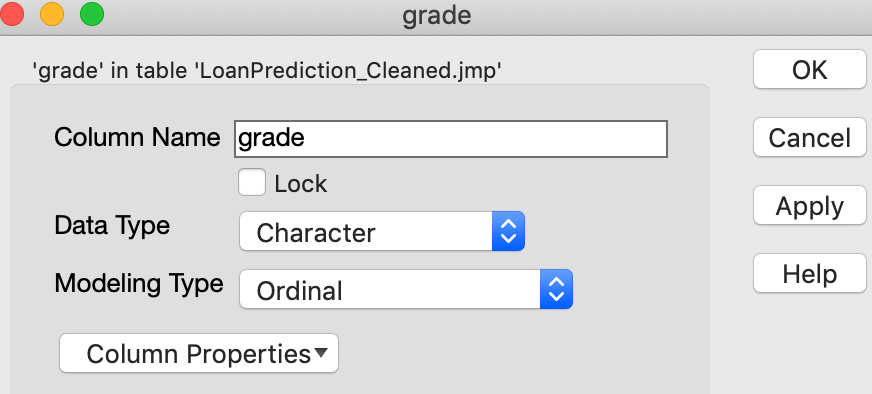 grade
'grade' in table 'LoanPrediction_Cleaned.jmp'
OK
Column Name grade
Cancel
Lock
Data Type Character
Apply
Modeling Type Ordinal
Help
Column Properties